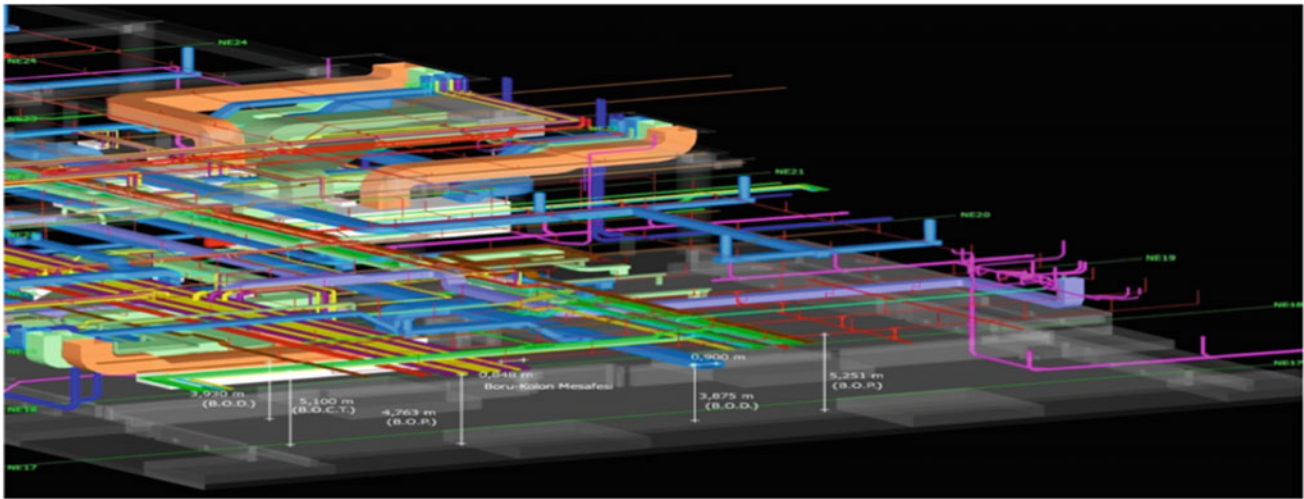 NE24
NE24
NE23
NE21
NE20
NE19
NE18
NE17
0,900 m
0,848 m
Boru-Kolon Mesafesi
5,251 m
(B.O.P.)
3,930 m
(B.O.D.)
5,100 m
(B.O.C.T.)
4,763 m
(B.O.P.)
3,875 m
(B.O.D.)
NE16
NE17